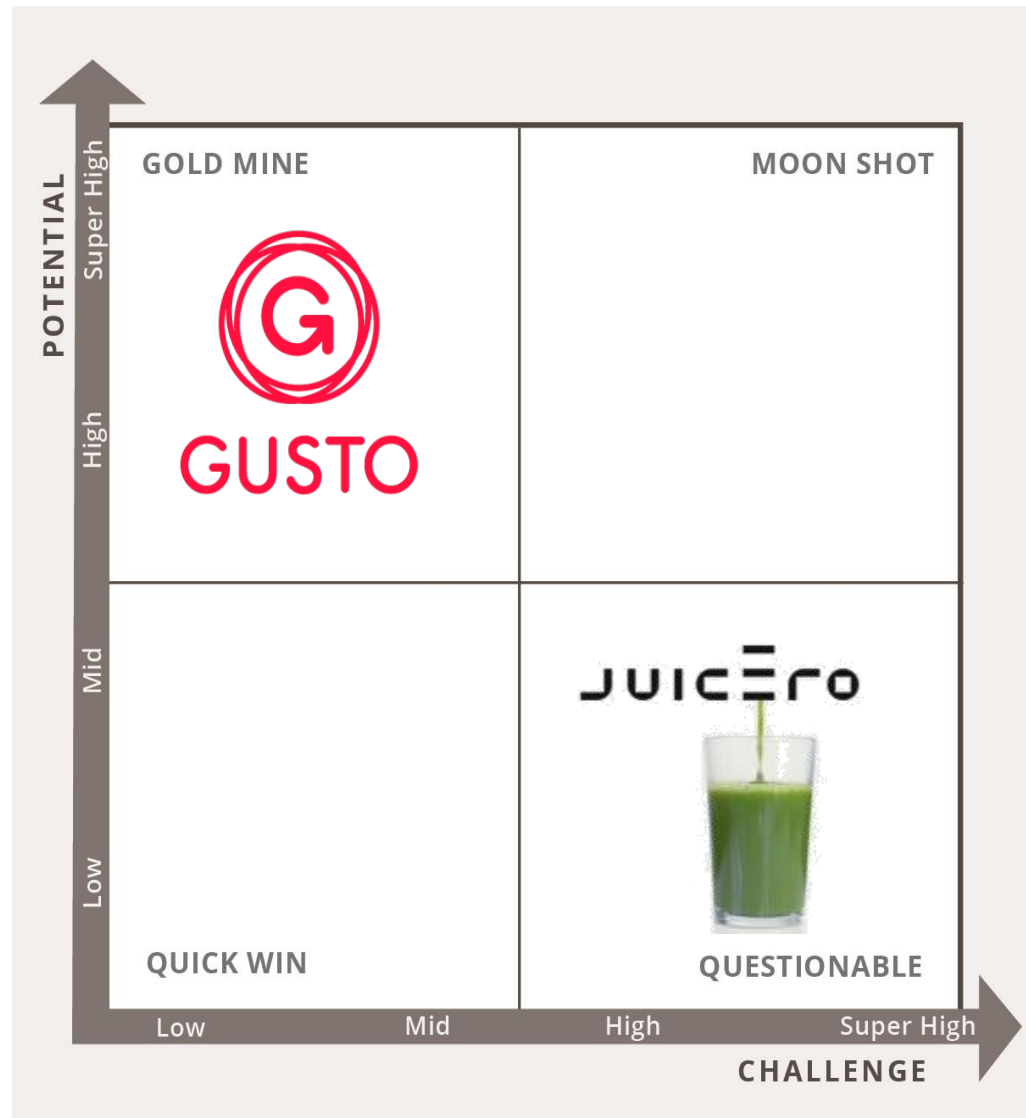 GOLD MINE
MOON SHOT
POTENTIAL
Super High
High
Mid
Low
G
GUSTO
JUICERO
QUICK WIN
QUESTIONABLE
Low
Mid
High
Super High
CHALLENGE